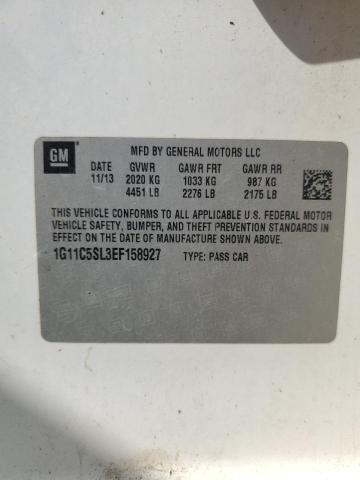 GM
MFD BY GENERAL MOTORS LLC
DATE GVWR GAWR FRT GAWR RR
11/13 2020 KG 1033 KG 987 KG
4451 LB 2276 LB 2175 LB
THIS VEHICLE CONFORMS TO ALL APPLICABLE U.S. FEDERAL MOTOR
VEHICLE SAFETY, BUMPER, AND THEFT PREVENTION STANDARDS IN
EFFECT ON THE DATE OF MANUFACTURE SHOWN ABOVE.
1G11C5SL3EF158927 TYPE: PASS CAR